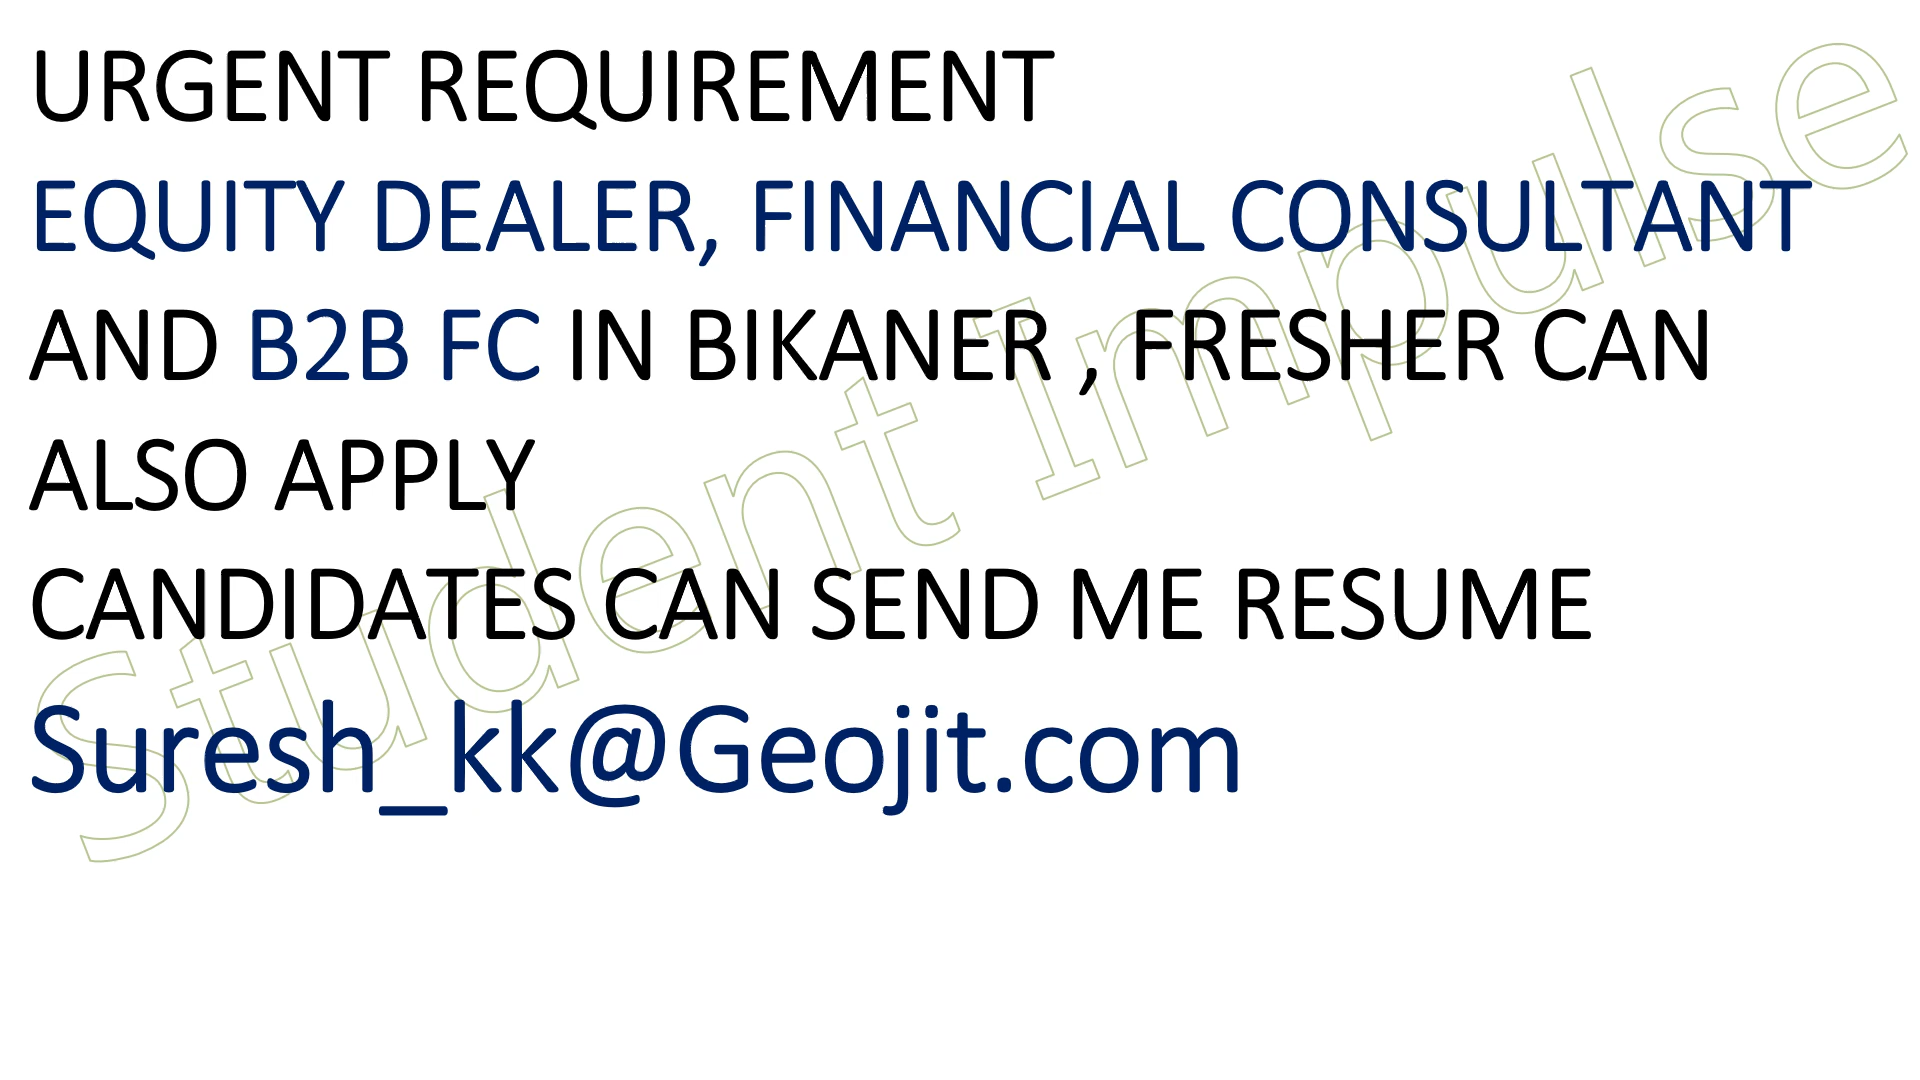 URGENT REQUIREMENT
EQUITY DEALER, FINANCIAL CONSULTANT
AND B2B FC IN BIKANER , FRESHER CAN
ALSO APPLY
CANDIDATES CAN SEND ME RESUME
Suresh_kk@Geojit.com
Student Impulse